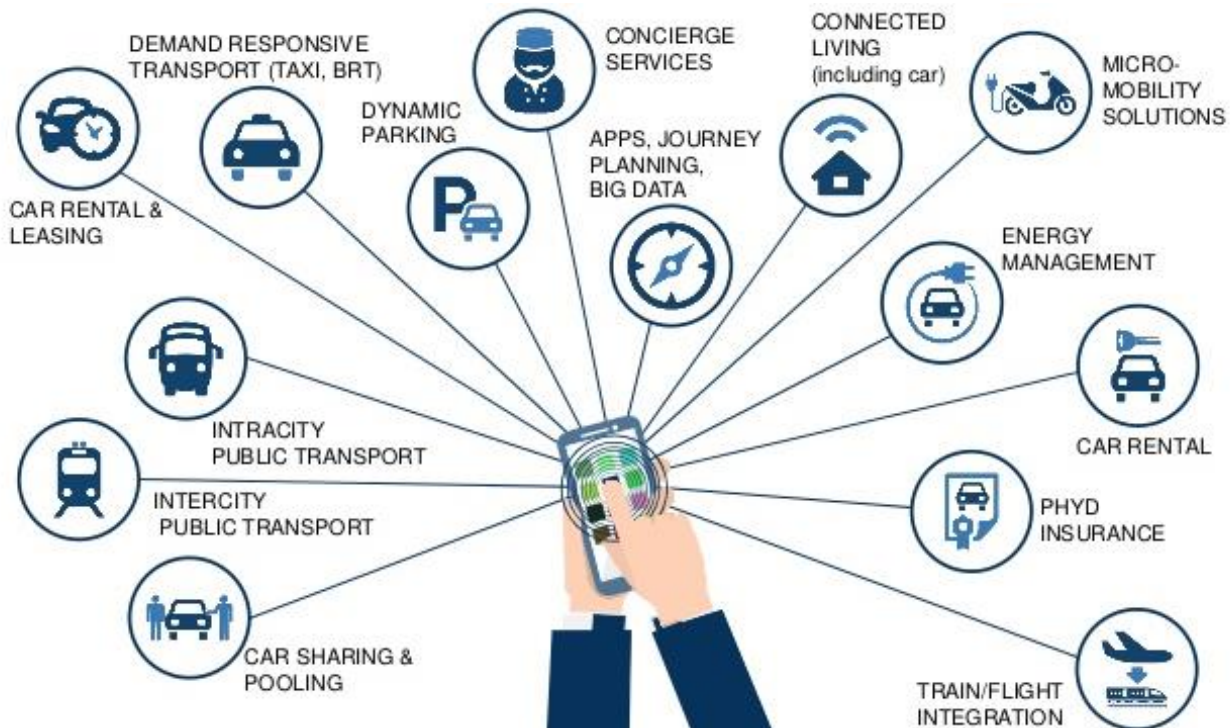 DEMAND RESPONSIVE
TRANSPORT (TAXI, BRT)
CONCIERGE
SERVICES
CONNECTED
LIVING
(including car)
MICRO-
MOBILITY
SOLUTIONS
DYNAMIC
PARKING
APPS, JOURNEY
PLANNING,
BIG DATA
P
CAR RENTAL &
LEASING
ENERGY
MANAGEMENT
INTRACITY
PUBLIC TRANSPORT
CAR RENTAL
INTERCITY
PUBLIC TRANSPORT
PHYD
INSURANCE
CAR SHARING &
POOLING
TRAIN/FLIGHT
INTEGRATION